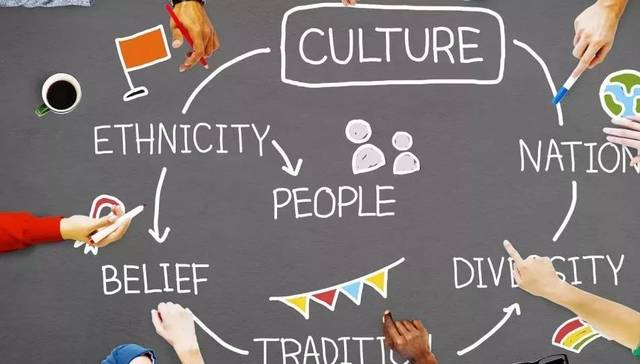 CULTURE
ETHNICITY
NATION
PEOPLE
BELIEF
DIVERSITY
TRADITION